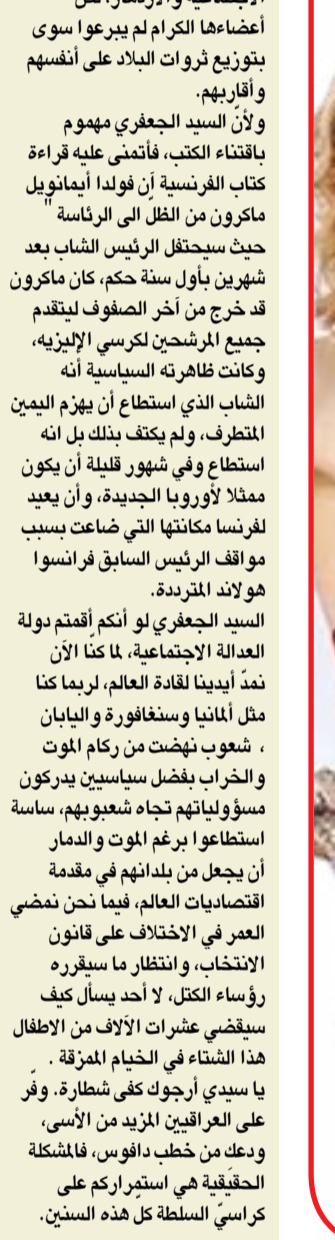 أعضاءها الكرام لم يبرعوا سوى
بتوزيع ثروات البلاد على أنفسهم
وأقاربهم.
ولأن السيد الجعفري مهموم
باقتناء الكتب، فأتمنى عليه قراءة
كتاب الفرنسية آن فولدا أيمانويل
ماكرون من الظلّ الى الرئاسة "
حيث سيحتفل الرئيس الشاب بعد
شهرين بأول سنة حكم، كان ماكرون
قد خرج من آخر الصفوف ليتقدم
جميع المرشحين لكرسي الإليزيه،
وكانت ظاهرته السياسية أنه
الشاب الذي استطاع أن يهزم اليمين
المتطرف، ولم يكتف بذلك بل انه
استطاع وفي شهور قليلة أن يكون
ممثلا لأوروبا الجديدة، وأن يعيد
لفرنسا مكانتها التي ضاعت بسبب
مواقف الرئيس السابق فرانسوا
هولاند المترددة.
السيد الجعفري لو أنكم أقمتم دولة
العدالة الاجتماعية، لما كنّا الآن
نمدّ أيدينا لقادة العالم، لربما كنا
مثل ألمانيا وسنغافورة واليابان
، شعوب نهضت من ركام الموت
والخراب بفضل سياسيين يدركون
مسؤولياتهم تجاه شعبوبهم، ساسة
استطاعوا برغم الموت والدمار
أن يجعل من بلدانهم في مقدمة
اقتصاديات العالم، فيما نحن نمضي
العمر في الاختلاف على قانون
الانتخاب، وانتظار ما سيقرره
رؤساء الكتل، لا أحد يسأل كيف
سيقضي عشرات الآلاف من الاطفال
هذا الشتاء في الخيام الممزقة .
يا سيدي أرجوك كفى شطارة. وفّر
على العراقيين المزيد من الأسى،
ودعك من خطب دافوس، فالمشكلة
الحقيقية هي استمراركم على
كراسيّ السلطة كل هذه السنين.